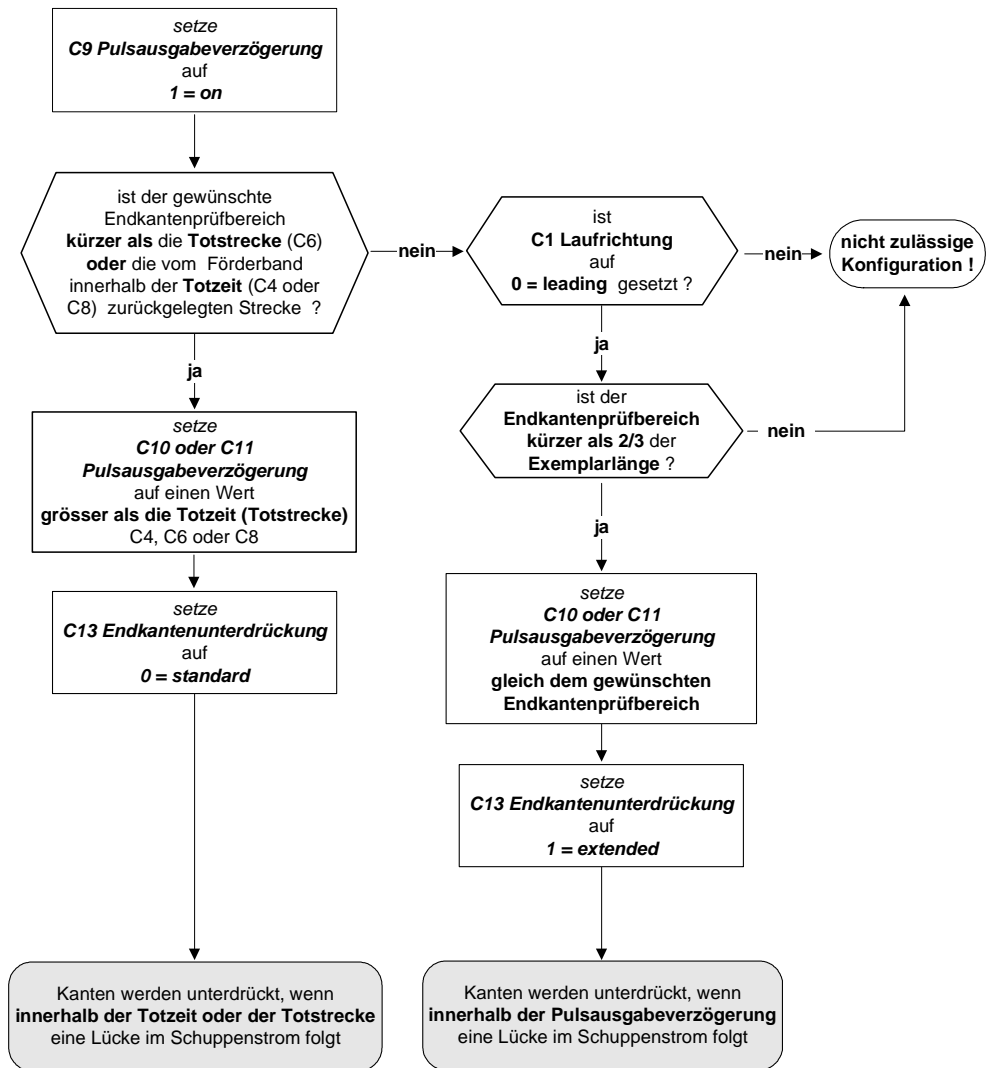 setze
C9 Pulsausgabeverzögerung
auf
1 = on
ist der gewünschte
Endkantenprüfbereich
kürzer als die Totstrecke (C6)
oder die vom Förderband
innerhalb der Totzeit (C4 oder
C8) zurückgelegten Strecke ?
nein
ist
C1 Laufrichtung
auf
0 = leading gesetzt ?
nein
nicht zulässige
Konfiguration !
ja
ja
setze
C10 oder C11
Pulsausgabeverzögerung
auf einen Wert
grösser als die Totzeit (Totstrecke)
C4, C6 oder C8
ist der
Endkantenprüfbereich
kürzer als 2/3 der
Exemplarlänge ?
nein
ja
setze
C13 Endkantenunterdrückung
auf
0 = standard
setze
C10 oder C11
Pulsausgabeverzögerung
auf einen Wert
gleich dem gewünschten
Endkantenprüfbereich
setze
C13 Endkantenunterdrückung
auf
1 = extended
Kanten werden unterdrückt, wenn
innerhalb der Totzeit oder der Totstrecke
eine Lücke im Schuppenstrom folgt
Kanten werden unterdrückt, wenn
innerhalb der Pulsausgabeverzögerung
eine Lücke im Schuppenstrom folgt